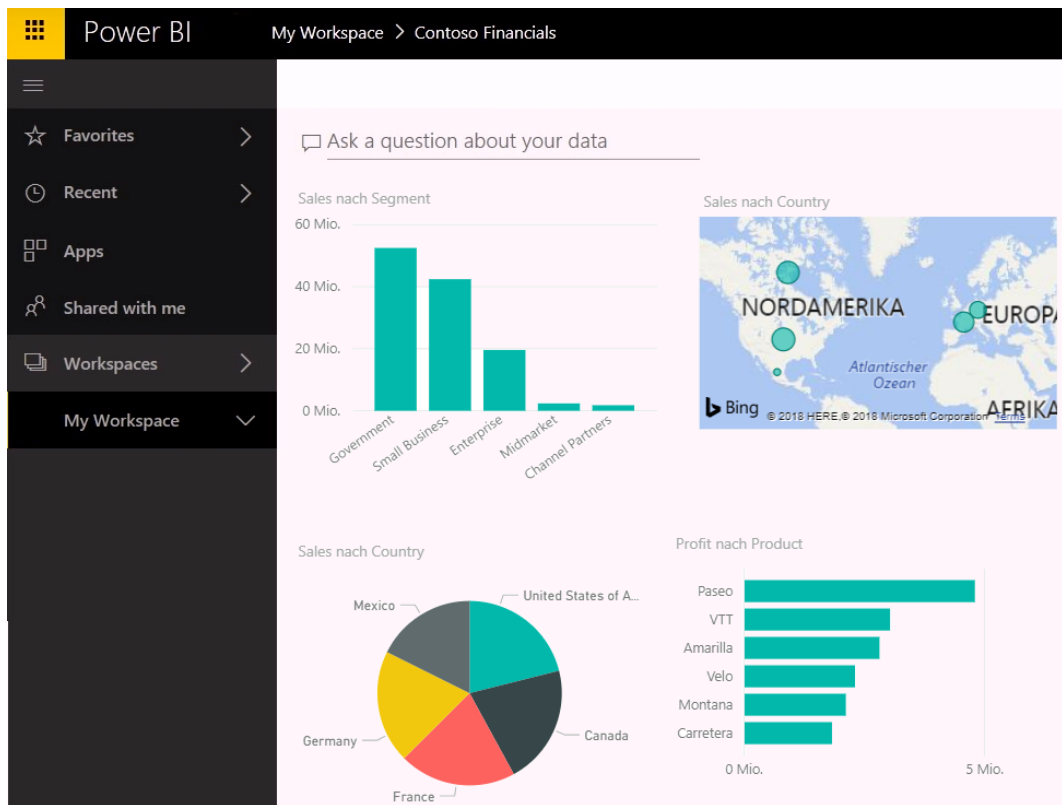 Power BI
My Workspace > Contoso Financials
Favorites
Recent
Apps
Shared with me
Workspaces
My Workspace
Ask a question about your data
Sales nach Segment
60 Mio.
40 Mio.
20 Mio.
0 Mio.
Government
Small Business
Enterprise
Midmarket
Channel Partners
Sales nach Country
NORDAMERIKA
EUROPA
Atlantischer
Ozean
AFRIKA
Bing
© 2018 HERE,© 2018 Microsoft Corporation Terms
Sales nach Country
United States of A...
Mexico
Canada
Germany
France
Profit nach Product
Paseo
VTT
Amarilla
Velo
Montana
Carretera
0 Mio.
5 Mio.